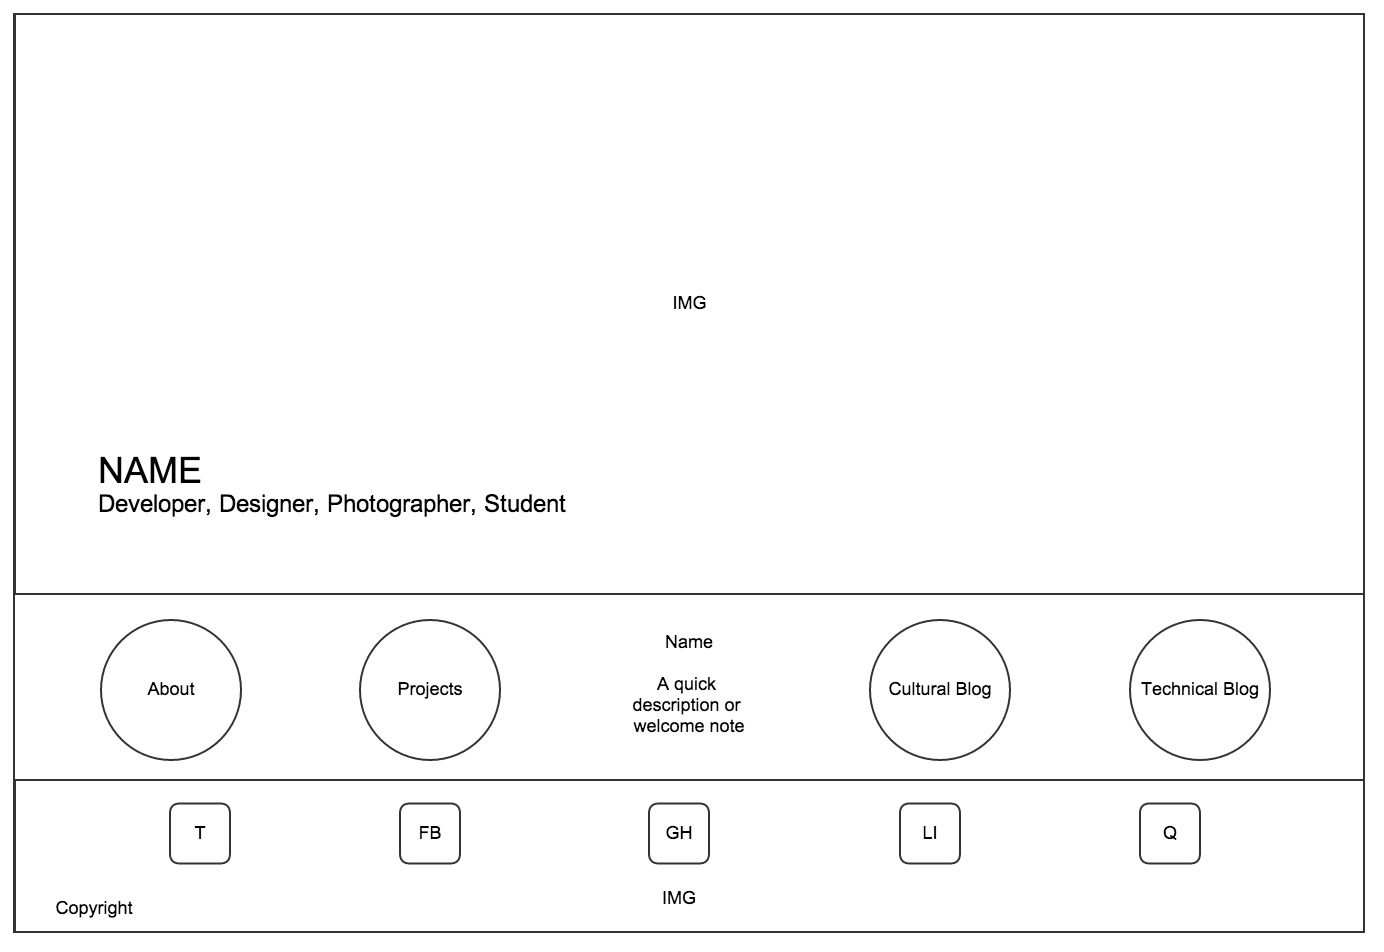 IMG
NAME
Developer, Designer, Photographer, Student
About
Projects
Name
A quick
description or
welcome note
Cultural Blog
Technical Blog
T
FB
GH
LI
Q
IMG
Copyright